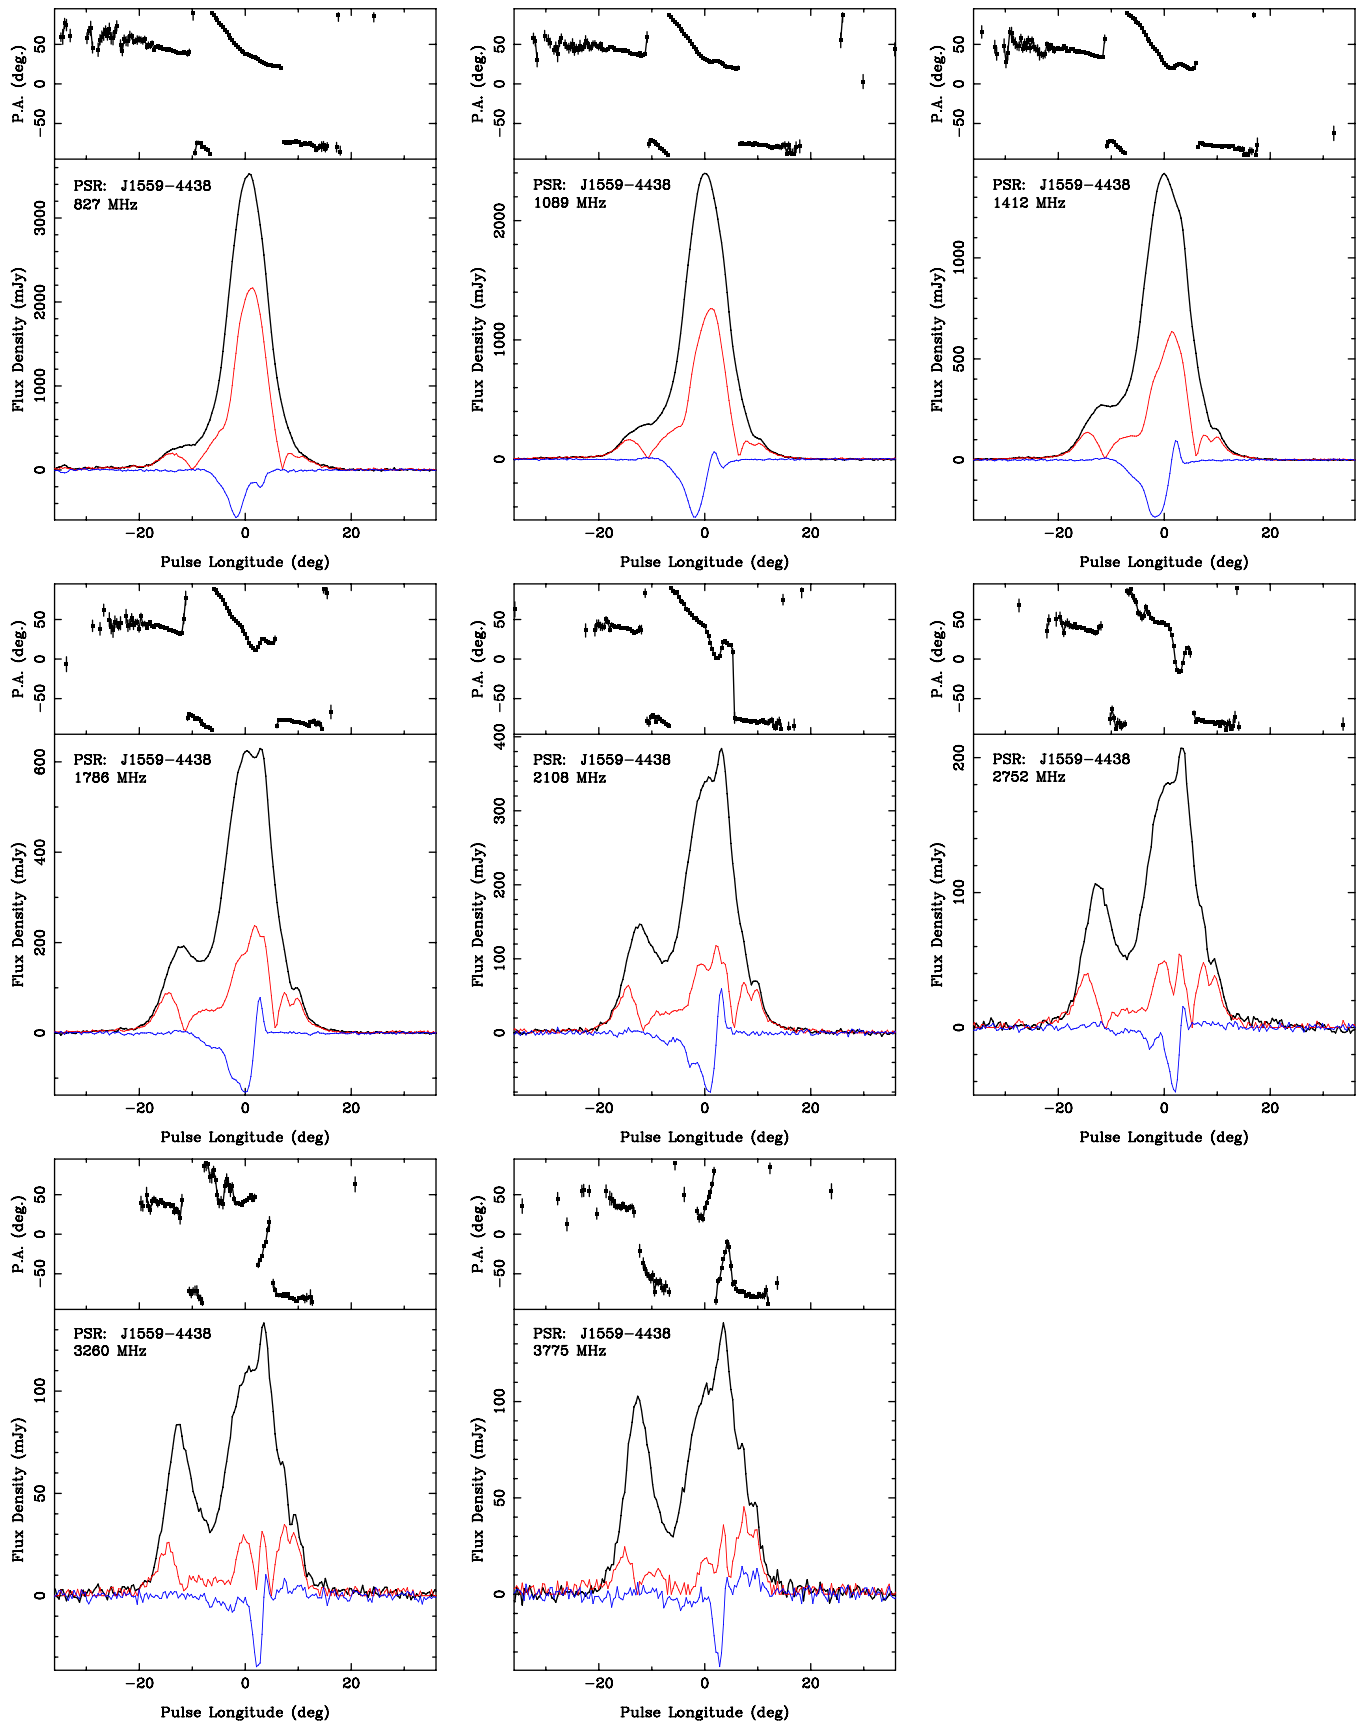 P.A. (deg.)
50
0
−50
P.A. (deg.)
50
0
−50
P.A. (deg.)
50
0
−50
PSR: J1559−4438
827 MHz
Flux Density (mJy)
3000
2000
1000
0
PSR: J1559−4438
1089 MHz
Flux Density (mJy)
2000
1000
0
PSR: J1559−4438
1412 MHz
Flux Density (mJy)
1000
500
0
−20 0 20
Pulse Longitude (deg)
−20 0 20
Pulse Longitude (deg)
−20 0 20
Pulse Longitude (deg)
P.A. (deg.)
50
0
−50
P.A. (deg.)
50
0
−50
P.A. (deg.)
50
0
−50
PSR: J1559−4438
1786 MHz
Flux Density (mJy)
600
400
200
0
PSR: J1559−4438
2108 MHz
Flux Density (mJy)
400
300
200
100
0
PSR: J1559−4438
2752 MHz
Flux Density (mJy)
200
100
0
−20 0 20
Pulse Longitude (deg)
−20 0 20
Pulse Longitude (deg)
−20 0 20
Pulse Longitude (deg)
P.A. (deg.)
50
0
−50
P.A. (deg.)
50
0
−50
PSR: J1559−4438
3260 MHz
Flux Density (mJy)
100
50
0
PSR: J1559−4438
3775 MHz
Flux Density (mJy)
100
50
0
−20 0 20
Pulse Longitude (deg)
−20 0 20
Pulse Longitude (deg)